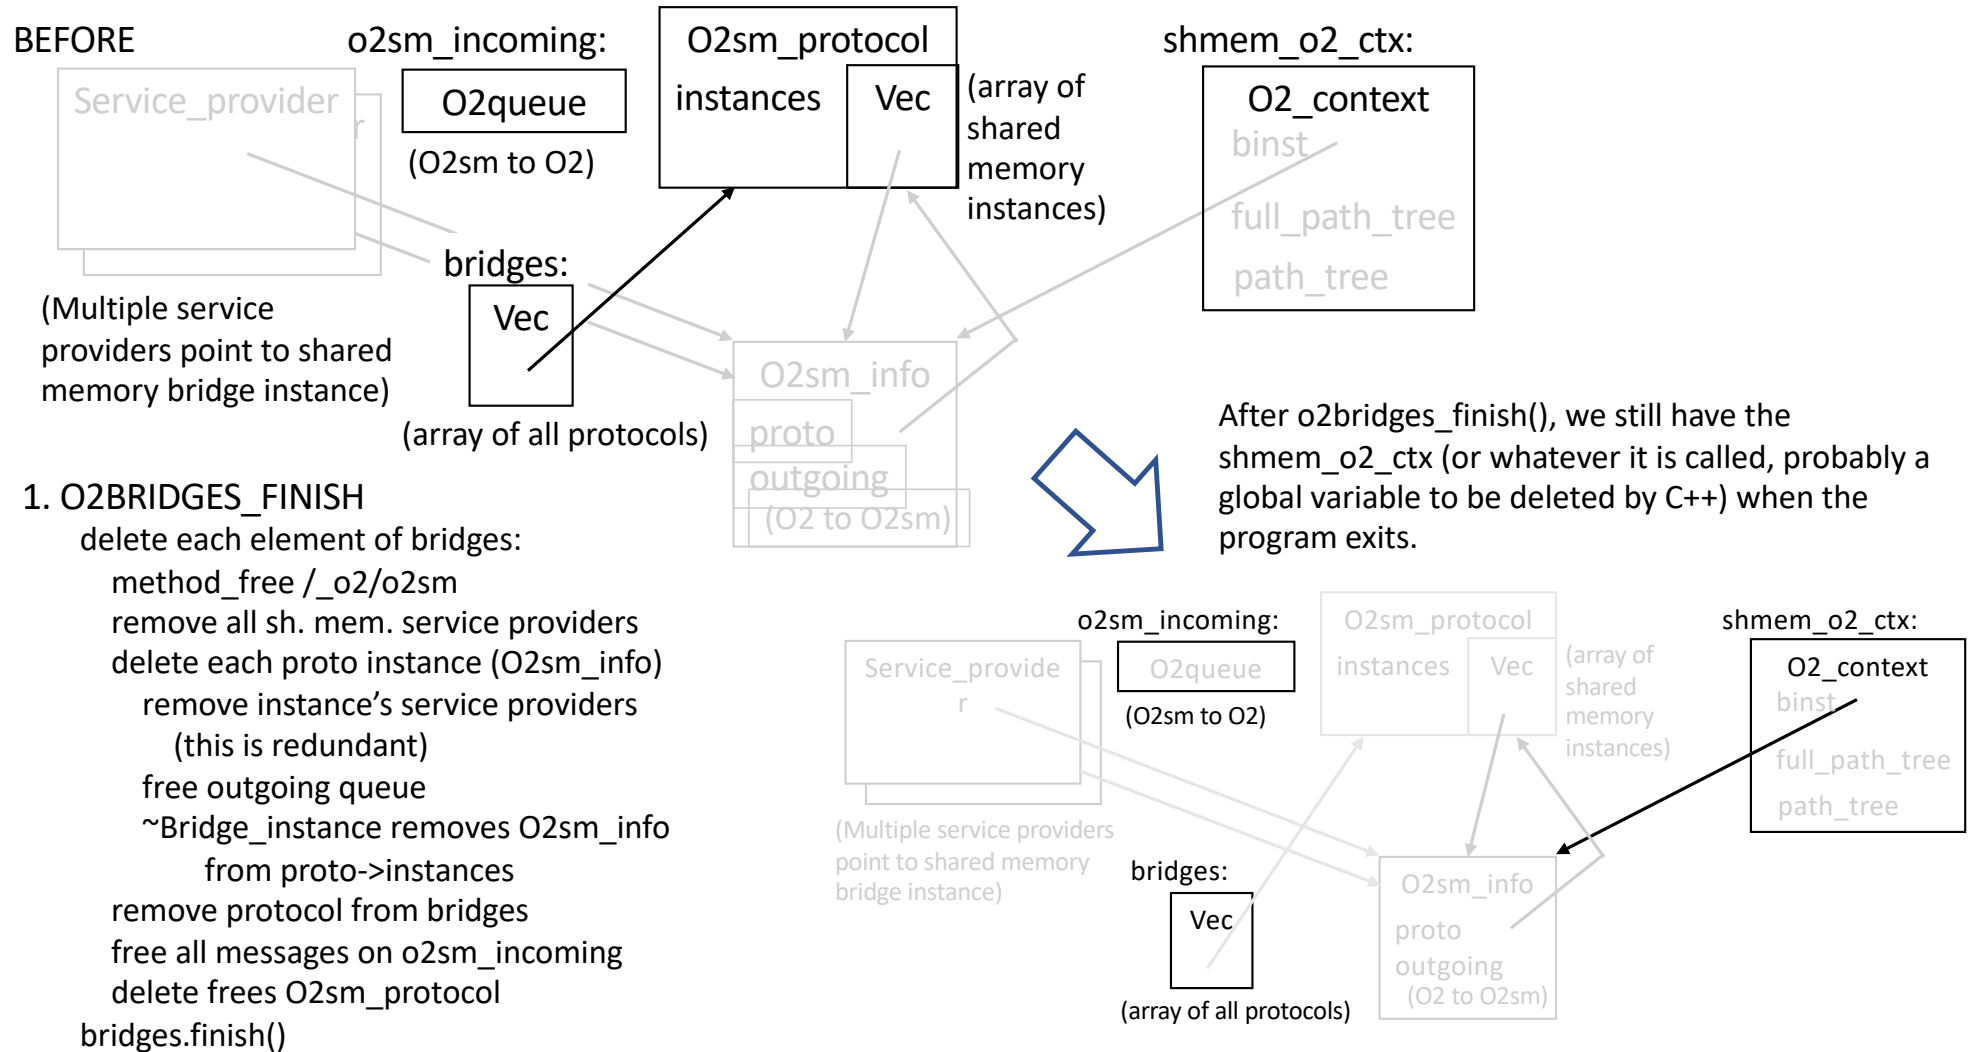 BEFORE
Service_provider
r
o2sm_incoming:
O2queue
(O2sm to O2)
O2sm_protocol
instances
Vec
(array of
shared
memory
instances)
shmem_o2_ctx:
O2_context
binst
full_path_tree
path_tree
bridges:
Vec
(array of all protocols)
(Multiple service
providers point to shared
memory bridge instance)
O2sm_info
proto
outgoing
(O2 to O2sm)
After o2bridges_finish(), we still have the
shmem_o2_ctx (or whatever it is called, probably a
global variable to be deleted by C++) when the
program exits.
1. O2BRIDGES_FINISH
delete each element of bridges:
method_free /_o2/o2sm
remove all sh. mem. service providers
delete each proto instance (O2sm_info)
remove instance’s service providers
(this is redundant)
free outgoing queue
~Bridge_instance removes O2sm_info
from proto->instances
remove protocol from bridges
free all messages on o2sm_incoming
delete frees O2sm_protocol
bridges.finish()
Service_provide
r
o2sm_incoming:
O2queue
(O2sm to O2)
O2sm_protocol
instances
Vec
(array of
shared
memory
instances)
shmem_o2_ctx:
O2_context
binst
full_path_tree
path_tree
(Multiple service providers
point to shared memory
bridge instance)
bridges:
Vec
(array of all protocols)
O2sm_info
proto
outgoing
(O2 to O2sm)